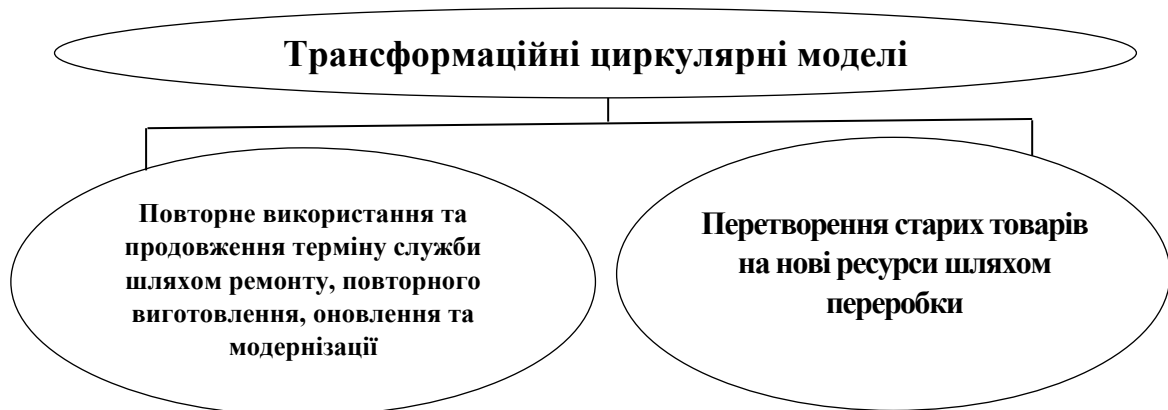 Трансформаційні циркулярні моделі
Повторне використання та
продовження терміну служби
шляхом ремонту, повторного
виготовлення, оновлення та
модернізації
Перетворення старих товарів
на нові ресурси шляхом
переробки